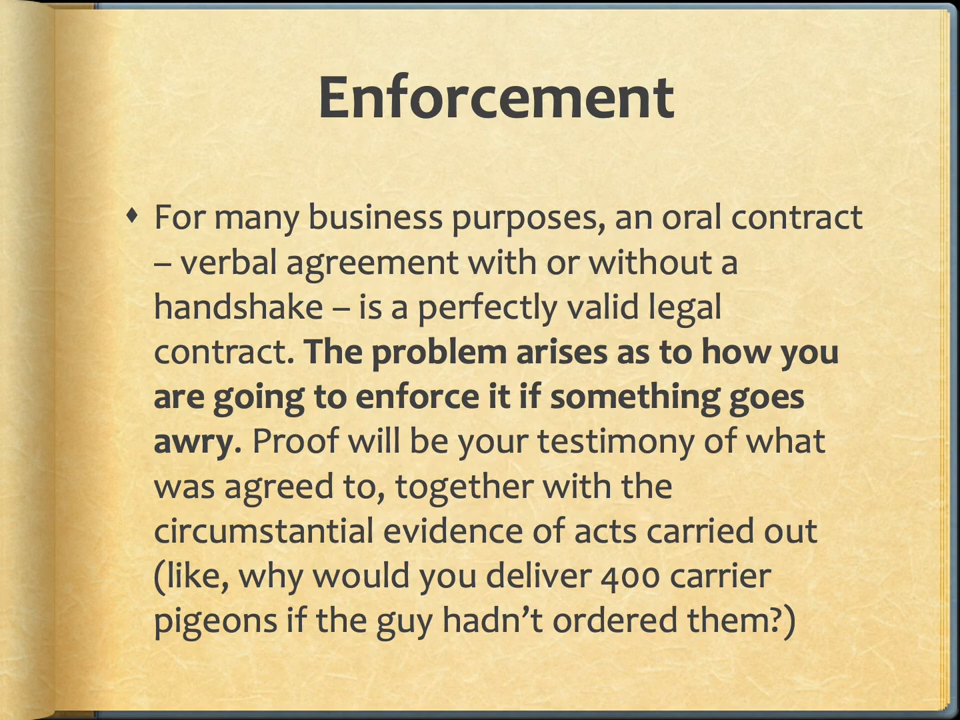 Enforcement
⬧ For many business purposes, an oral contract
– verbal agreement with or without a
handshake – is a perfectly valid legal
contract. The problem arises as to how you
are going to enforce it if something goes
awry. Proof will be your testimony of what
was agreed to, together with the
circumstantial evidence of acts carried out
(like, why would you deliver 400 carrier
pigeons if the guy hadn’t ordered them?)